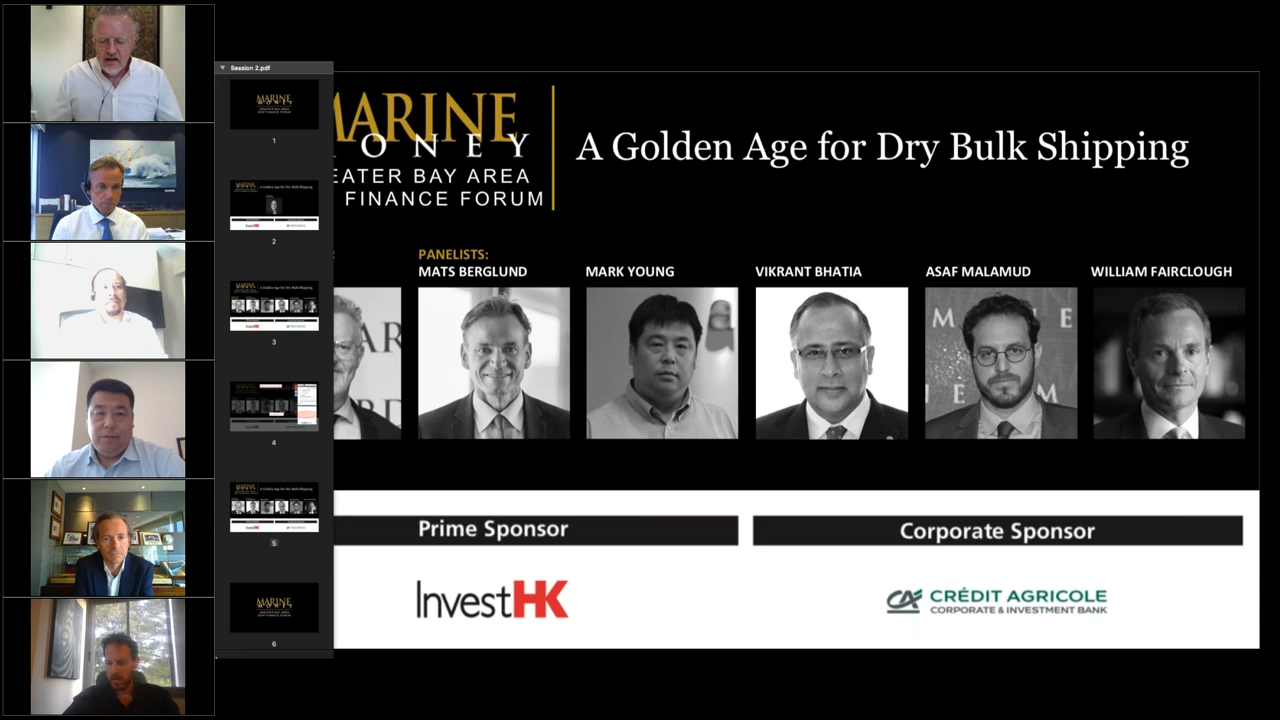 Session 2.pdf
1
2
3
4
5
6
MARINE
ONEY
EATER BAY AREA
FINANCE FORUM
A Golden Age for Dry Bulk Shipping
:
PANELISTS:
MATS BERGLUND
MARK YOUNG
VIKRANT BHATIA
ASAF MALAMUD
WILLIAM FAIRCLOUGH
Prime Sponsor
Corporate Sponsor
InvestHK
CA CRÉDIT AGRICOLE
CORPORATE & INVESTMENT BANK